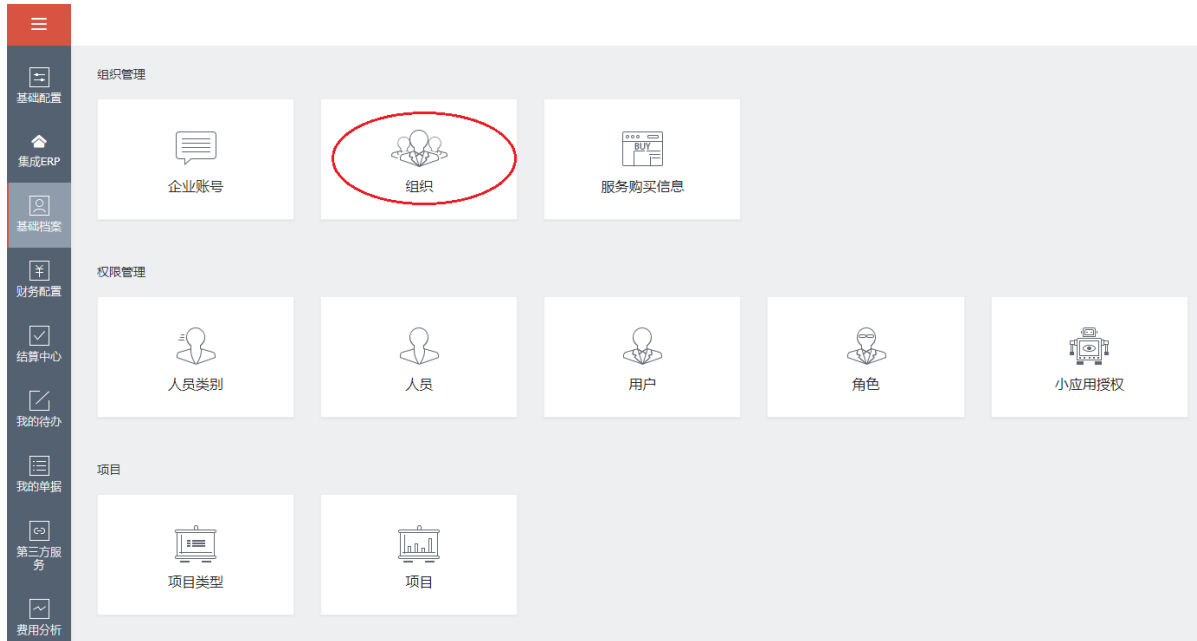 基础配置
集成ERP
基础档案
财务配置
结算中心
我的待办
我的单据
第三方服
务
费用分析
组织管理
企业账号
组织
BUY
服务购买信息
权限管理
人员类别
人员
用户
角色
小应用授权
项目
项目类型
项目